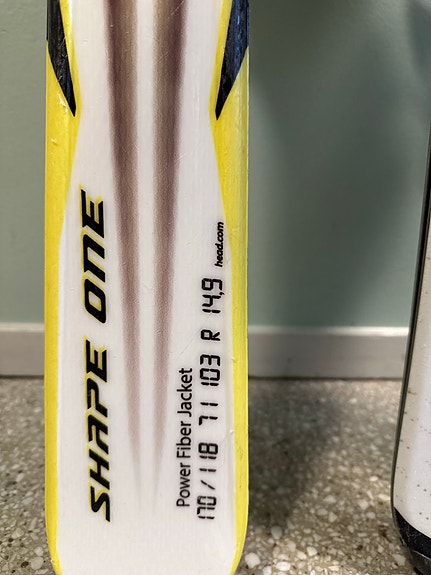 SHAPE ONE
Power Fiber Jacket
170/118 71 103 R 14,9 head.com